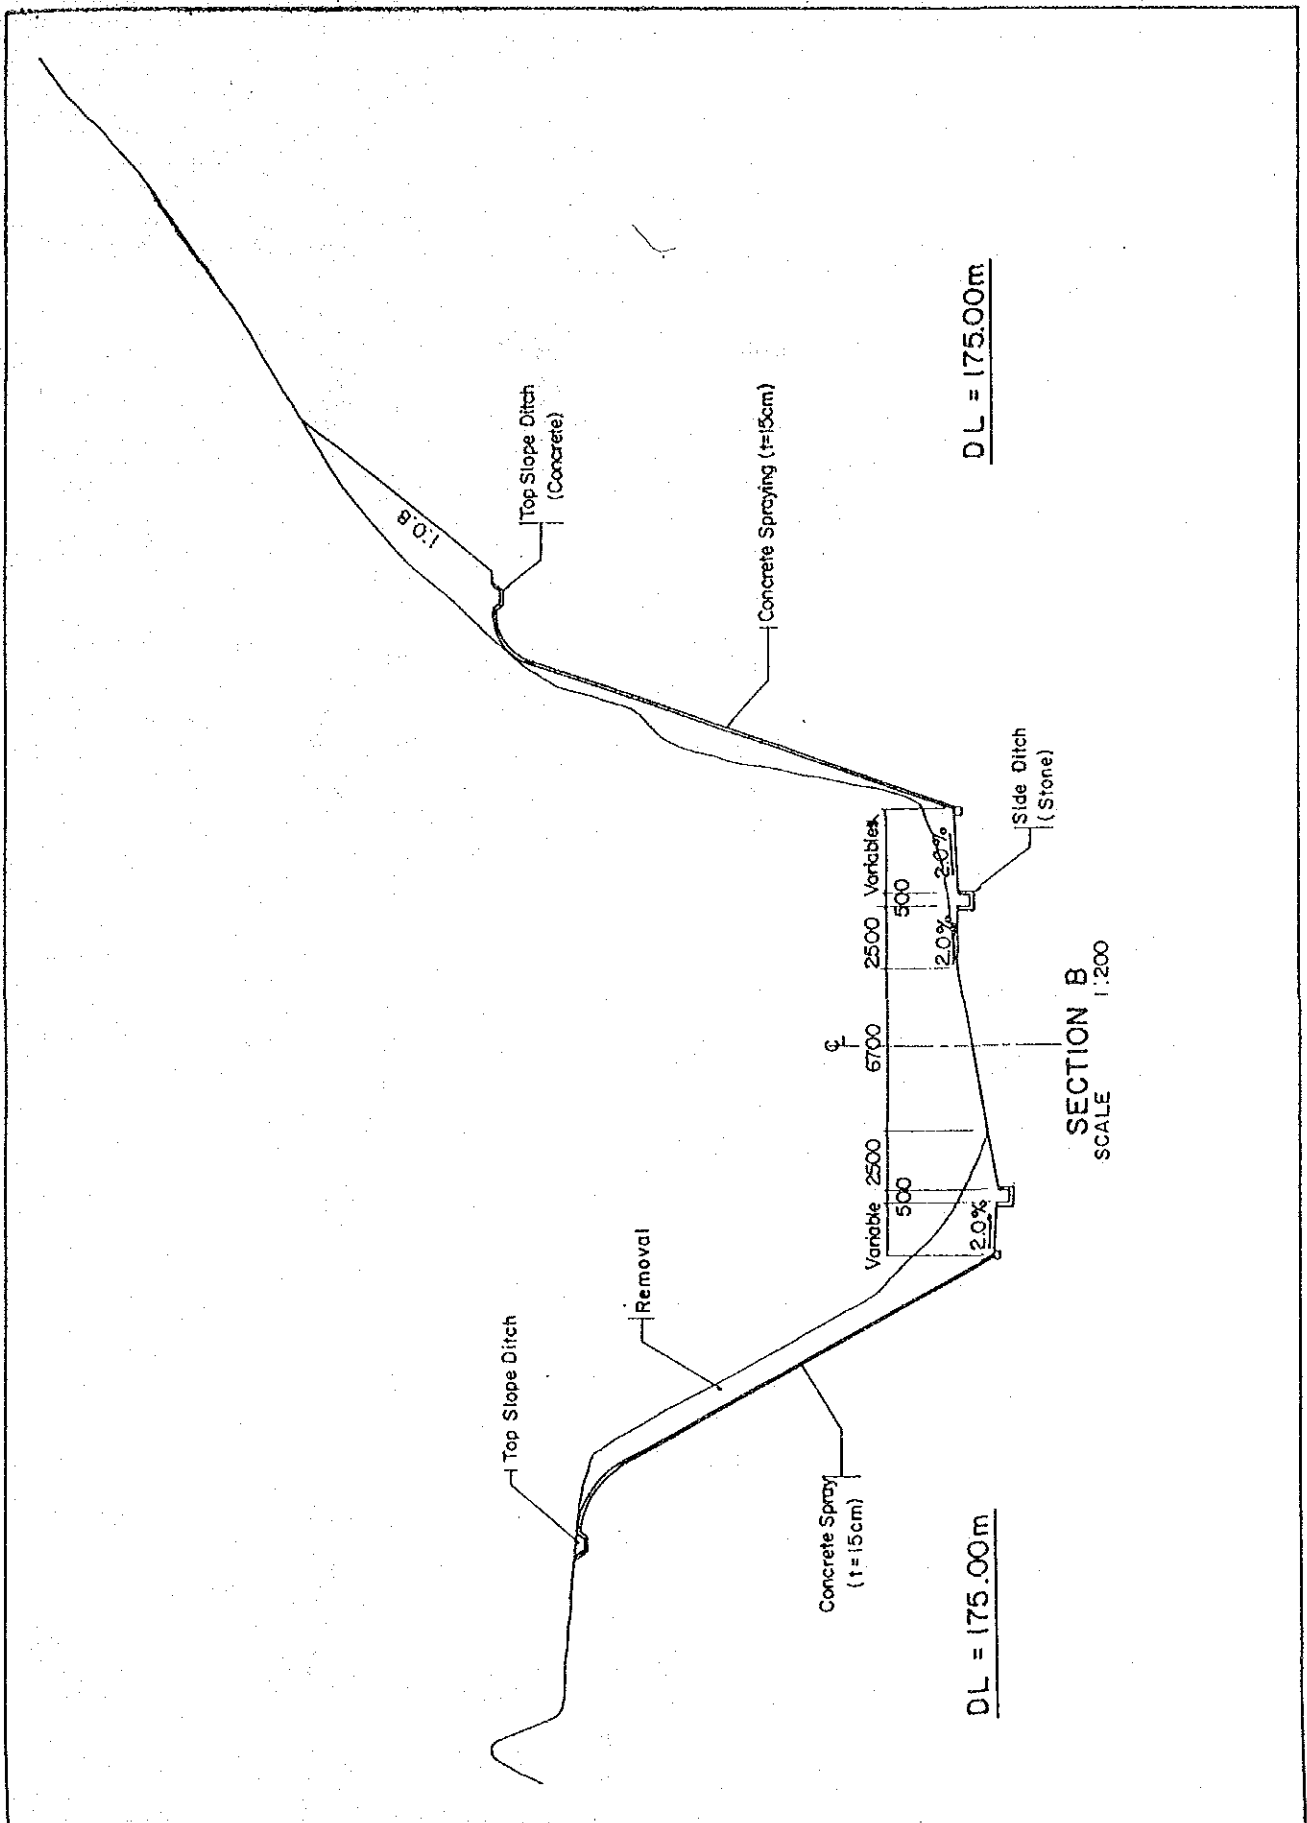 Top Slope Ditch
Removal
Concrete Spray
(t=15cm)
DL = 175.00m
Variable
500
2500
6700
2500
500
Variables
℄
2.0%
2.0%
2.0%
1:0.8
Top Slope Ditch
(Concrete)
Concrete Spraying (t=15cm)
Side Ditch
(Stone)
DL = 175.00m
SECTION B
SCALE 1:200